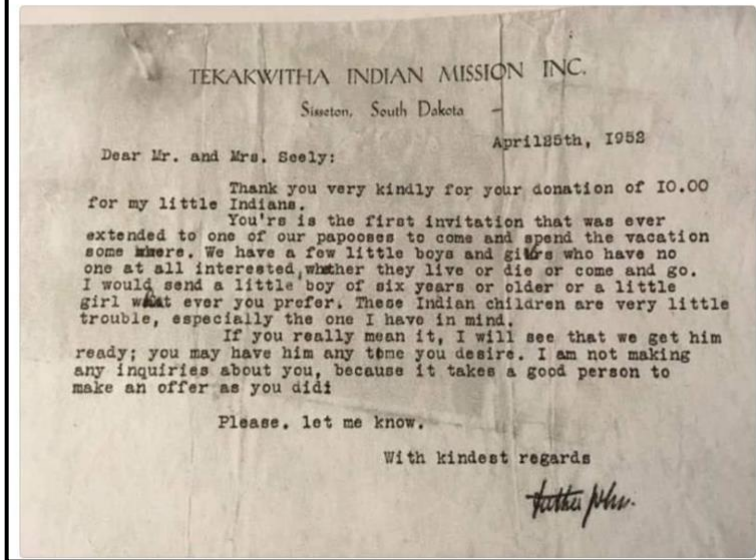 TEKAKWITHA INDIAN MISSION INC.
Sisseton, South Dakota
April25th, I952
Dear Mr. and Mrs. Seely:
Thank you very kindly for your donation of I0.00
for my little Indians.
You'rs is the first invitation that was ever
extended to one of our papooses to come and spend the vacation
some where. We have a few little boys and girls who have no
one at all interested, whether they live or die or come and go.
I would send a little boy of six years or older or a little
girl what ever you prefer. These Indian children are very little
trouble, especially the one I have in mind.
If you really mean it, I will see that we get him
ready; you may have him any tome you desire. I am not making
any inquiries about you, because it takes a good person to
make an offer as you did!
Please. let me know.
With kindest regards
Father John.